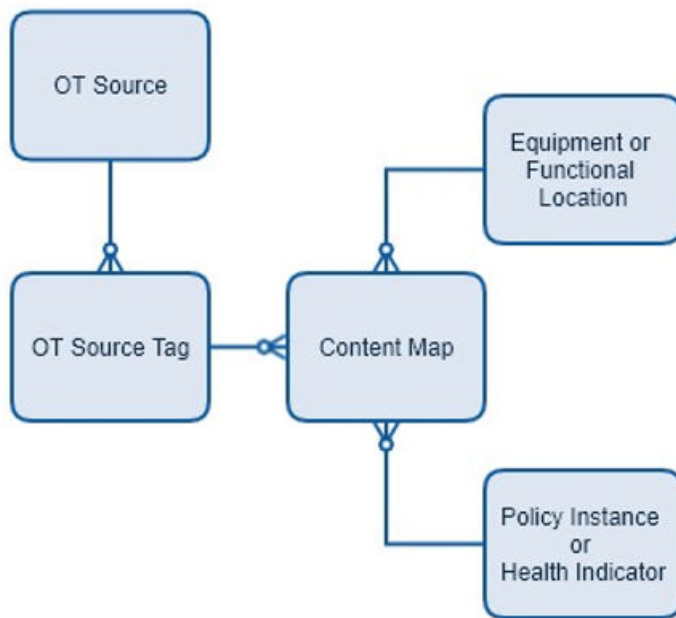 OT Source
Equipment or
Functional
Location
OT Source Tag
Content Map
Policy Instance
or
Health Indicator